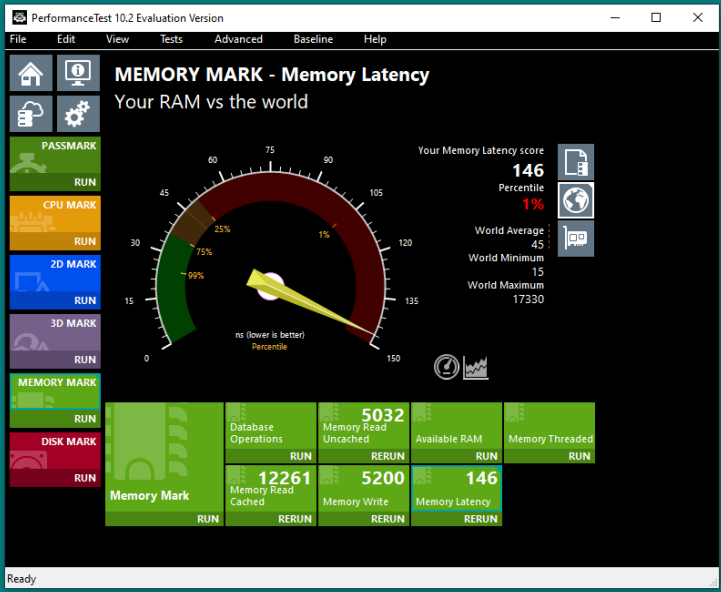 PerformanceTest 10.2 Evaluation Version
File Edit View Tests Advanced Baseline Help
MEMORY MARK - Memory Latency
Your RAM vs the world
PASSMARK
RUN
CPU MARK
RUN
2D MARK
RUN
3D MARK
RUN
MEMORY MARK
RUN
DISK MARK
RUN
0
15
30
45
60
75
90
105
120
135
150
99%
75%
25%
1%
ns (lower is better)
Percentile
Your Memory Latency score
146
Percentile
1%
World Average
45
World Minimum
15
World Maximum
17330
Memory Mark
RUN
Database
Operations
RUN
5032
Memory Read
Uncached
RERUN
Available RAM
RUN
Memory Threaded
RUN
12261
Memory Read
Cached
RERUN
5200
Memory Write
RERUN
146
Memory Latency
RERUN
Ready